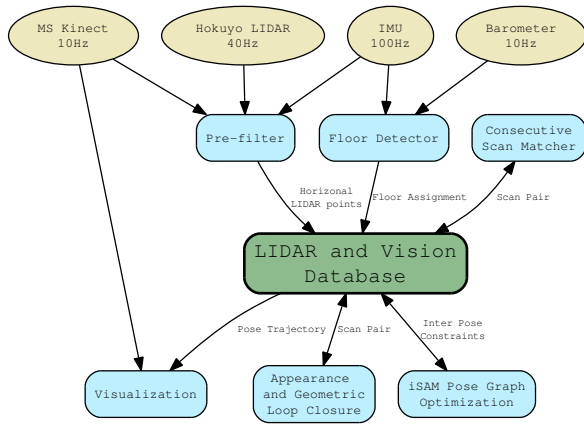 MS Kinect
10Hz
Hokuyo LIDAR
40Hz
IMU
100Hz
Barometer
10Hz
Pre-filter
Floor Detector
Consecutive
Scan Matcher
Horizonal
LIDAR points
Floor Assignment
Scan Pair
LIDAR and Vision
Database
Pose Trajectory
Scan Pair
Inter Pose
Constraints
Visualization
Appearance
and Geometric
Loop Closure
iSAM Pose Graph
Optimization